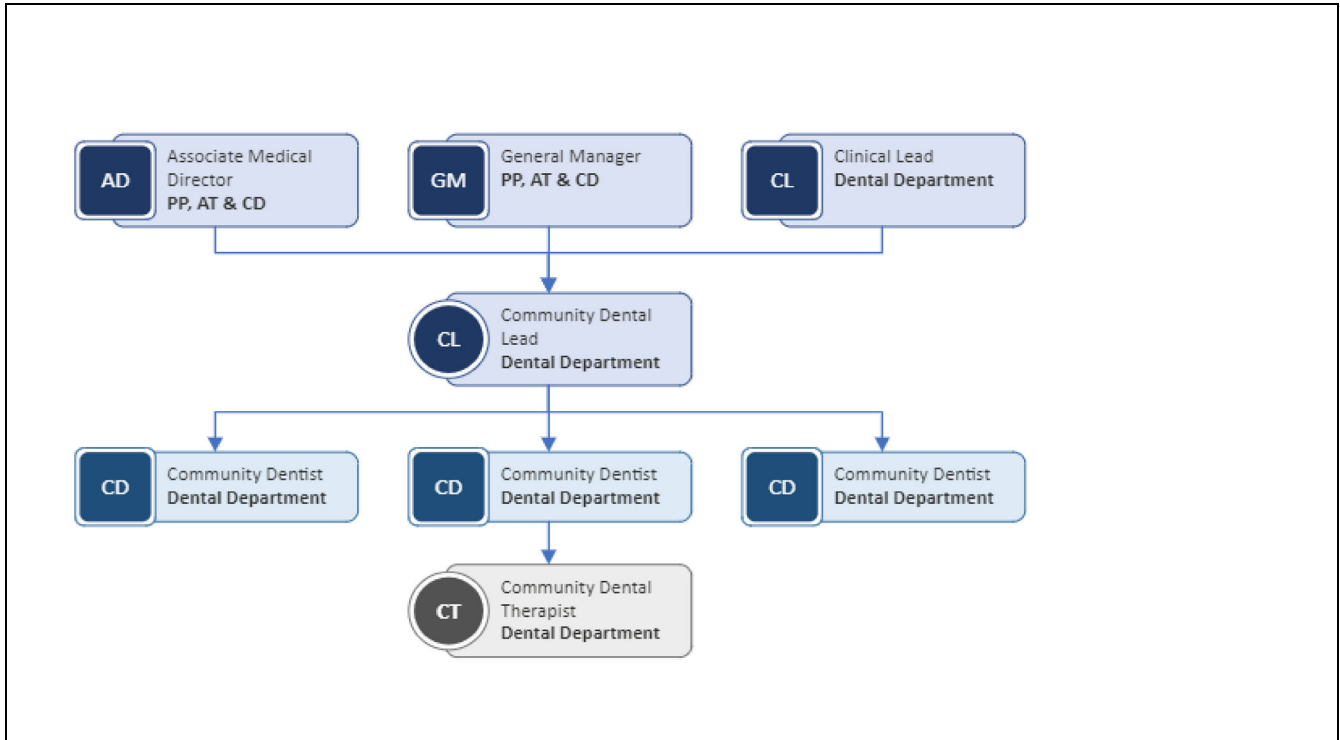 AD
Associate Medical
Director
PP, AT & CD
GM
General Manager
PP, AT & CD
CL
Clinical Lead
Dental Department
CL
Community Dental
Lead
Dental Department
CD
Community Dentist
Dental Department
CD
Community Dentist
Dental Department
CD
Community Dentist
Dental Department
CT
Community Dental
Therapist
Dental Department